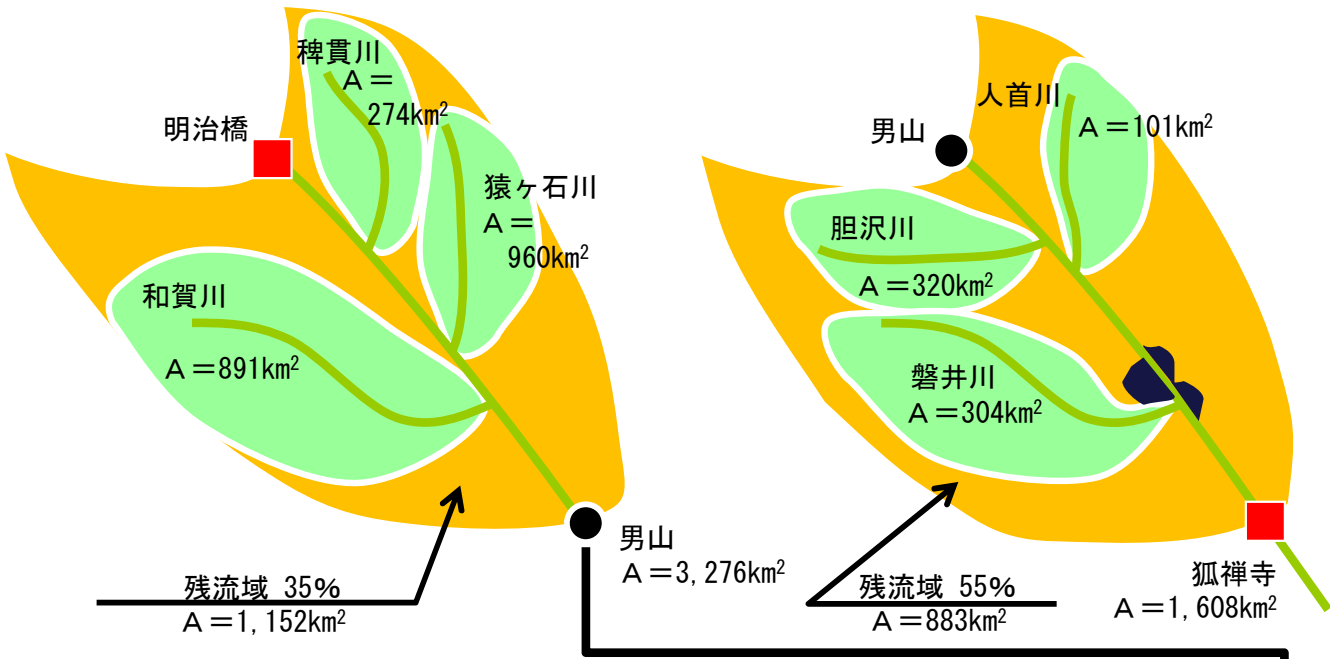 稗貫川
A=
274km²
明治橋
猿ヶ石川
A=
960km²
和賀川
A=891km²
男山
A=3,276km²
残流域 35%
A=1,152km²
人首川
A=101km²
男山
胆沢川
A=320km²
磐井川
A=304km²
残流域 55%
A=883km²
狐禅寺
A=1,608km²